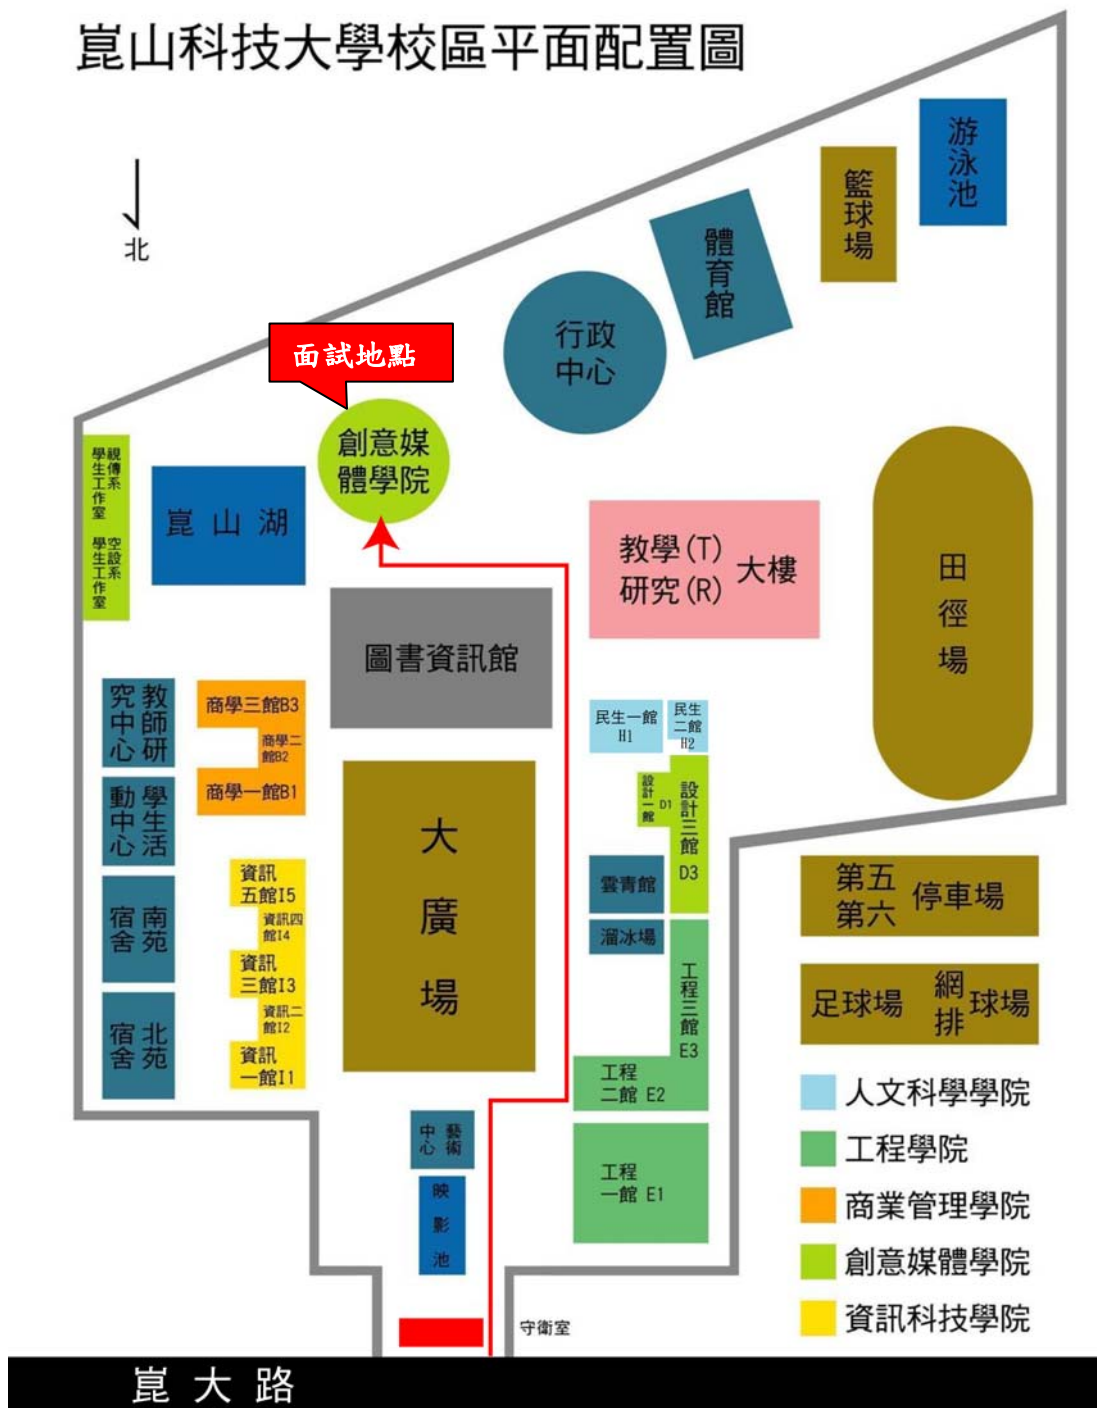 崑山科技大學校區平面配置圖
北
游泳池
籃球場
體育館
行政
中心
面試地點
創意媒
體學院
視傳系
學生工作室
空設系
學生工作室
崑山湖
教學(T)
研究(R)
大樓
田徑場
圖書資訊館
教師研
究中心
商學三館B3
商學二
館B2
商學一館B1
民生一館
H1
民生
二館
H2
設計一館
D1
設計三館
D3
學生活
動中心
大廣場
資訊
五館I5
資訊四
館I4
資訊
三館I3
資訊二
館I2
資訊
一館I1
南苑
宿舍
北苑
宿舍
雲青館
溜冰場
工程三館
E3
工程
二館 E2
工程
一館 E1
第五
第六
停車場
足球場
網
排
球場
藝術
中心
映影池
人文科學學院
工程學院
商業管理學院
創意媒體學院
資訊科技學院
守衛室
崑大路